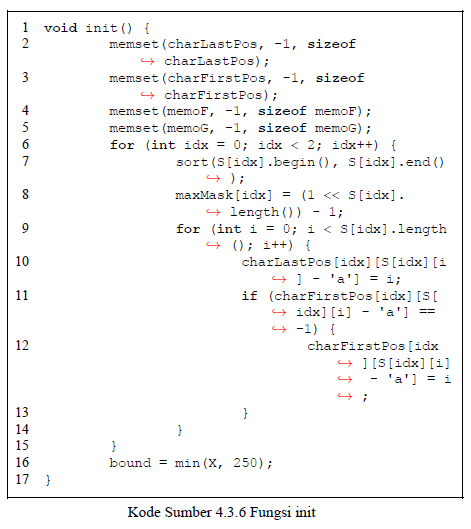 1 void init() {
2 memset(charLastPos, -1, sizeof
↪ charLastPos);
3 memset(charFirstPos, -1, sizeof
↪ charFirstPos);
4 memset(memoF, -1, sizeof memoF);
5 memset(memoG, -1, sizeof memoG);
6 for (int idx = 0; idx < 2; idx++) {
7 sort(S[idx].begin(), S[idx].end()
↪ );
8 maxMask[idx] = (1 << S[idx].
↪ length()) - 1;
9 for (int i = 0; i < S[idx].length
↪ (); i++) {
10 charLastPos[idx][S[idx][i
↪ ] - 'a'] = i;
11 if (charFirstPos[idx][S[
↪ idx][i] - 'a'] ==
↪ -1) {
12 charFirstPos[idx
↪ ][S[idx][i]
↪ - 'a'] = i
↪ ;
13 }
14 }
15 }
16 bound = min(X, 250);
17 }
Kode Sumber 4.3.6 Fungsi init